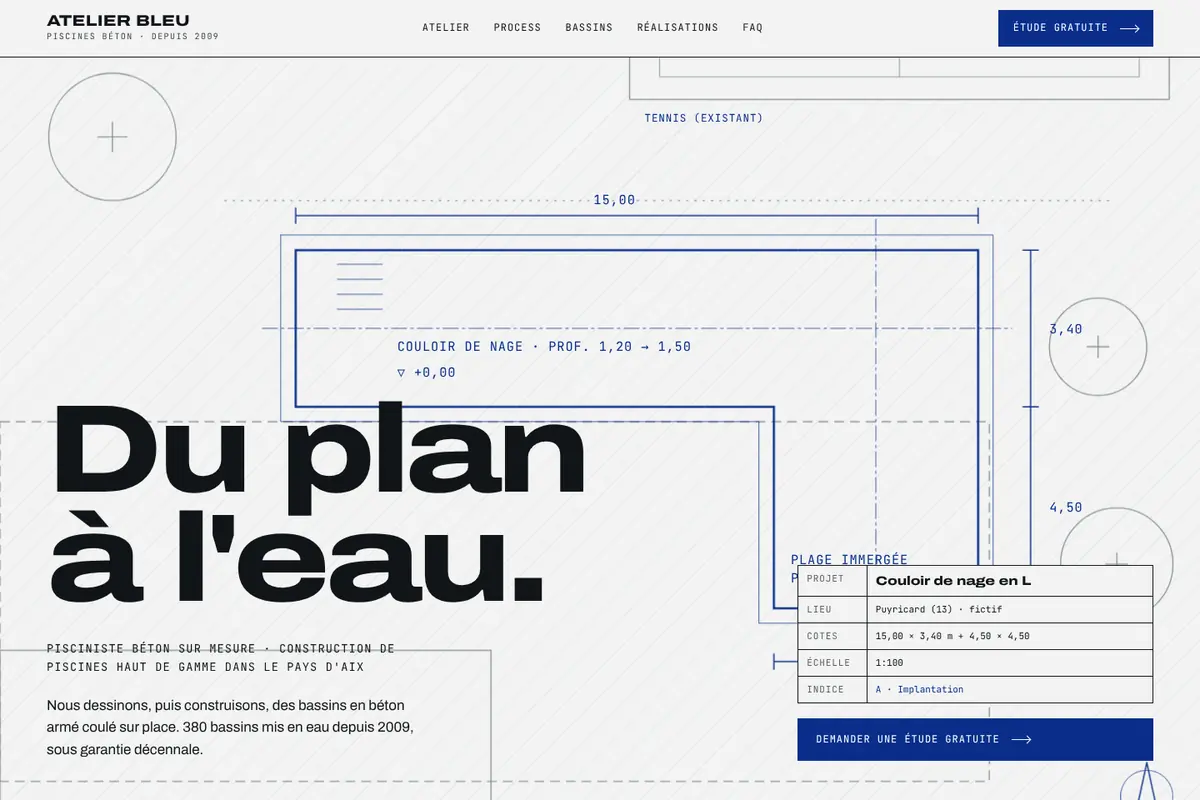 ATELIER BLEU
PISCINES BÉTON · DEPUIS 2009
ATELIER PROCESS BASSINS RÉALISATIONS FAQ
ÉTUDE GRATUITE
TENNIS (EXISTANT)
15,00
3,40
COULOIR DE NAGE · PROF. 1,20 → 1,50
▽ +0,00
Du plan
à l'eau.
4,50
PLAGE IMMERGÉE
PROJET Couloir de nage en L
LIEU Puyricard (13) · fictif
COTES 15,00 × 3,40 m + 4,50 × 4,50
ÉCHELLE 1:100
INDICE A · Implantation
PISCINISTE BÉTON SUR MESURE · CONSTRUCTION DE
PISCINES HAUT DE GAMME DANS LE PAYS D'AIX
Nous dessinons, puis construisons, des bassins en béton
armé coulé sur place. 380 bassins mis en eau depuis 2009,
sous garantie décennale.
DEMANDER UNE ÉTUDE GRATUITE